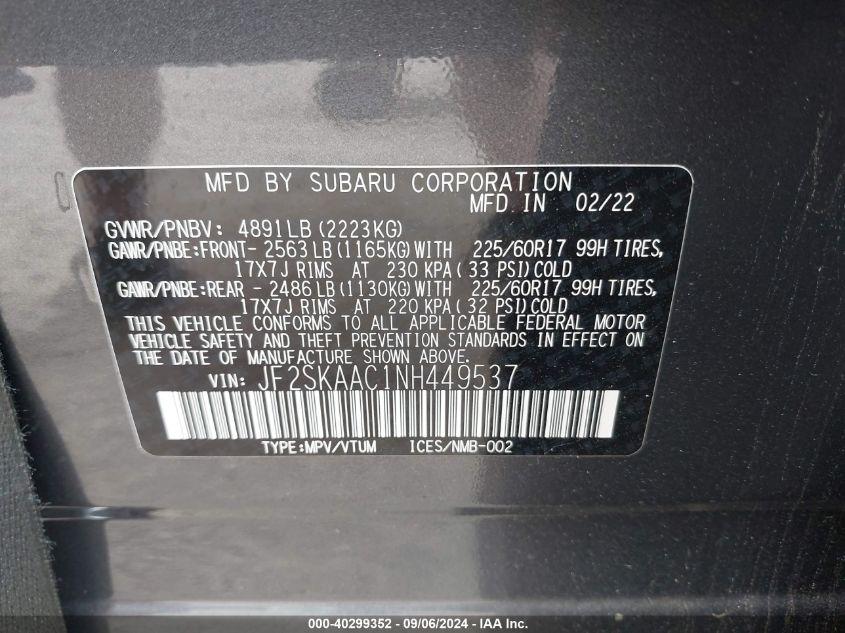 MFD BY SUBARU CORPORATION
MFD IN 02/22
GVWR/PNBV: 4891LB (2223KG)
GAWR/PNBE:FRONT- 2563LB (1165KG)WITH 225/60R17 99H TIRES,
17X7J RIMS AT 230 KPA( 33 PSI)COLD
GAWR/PNBE:REAR - 2486LB (1130KG)WITH 225/60R17 99H TIRES,
17X7J RIMS AT 220 KPA( 32 PSI)COLD
THIS VEHICLE CONFORMS TO ALL APPLICABLE FEDERAL MOTOR
VEHICLE SAFETY AND THEFT PREVENTION STANDARDS IN EFFECT ON
THE DATE OF MANUFACTURE SHOWN ABOVE.
VIN: JF2SKAAC1NH449537
TYPE:MPV/VTUM ICES/NMB-002
000-40299352 - 09/06/2024 - IAA Inc.